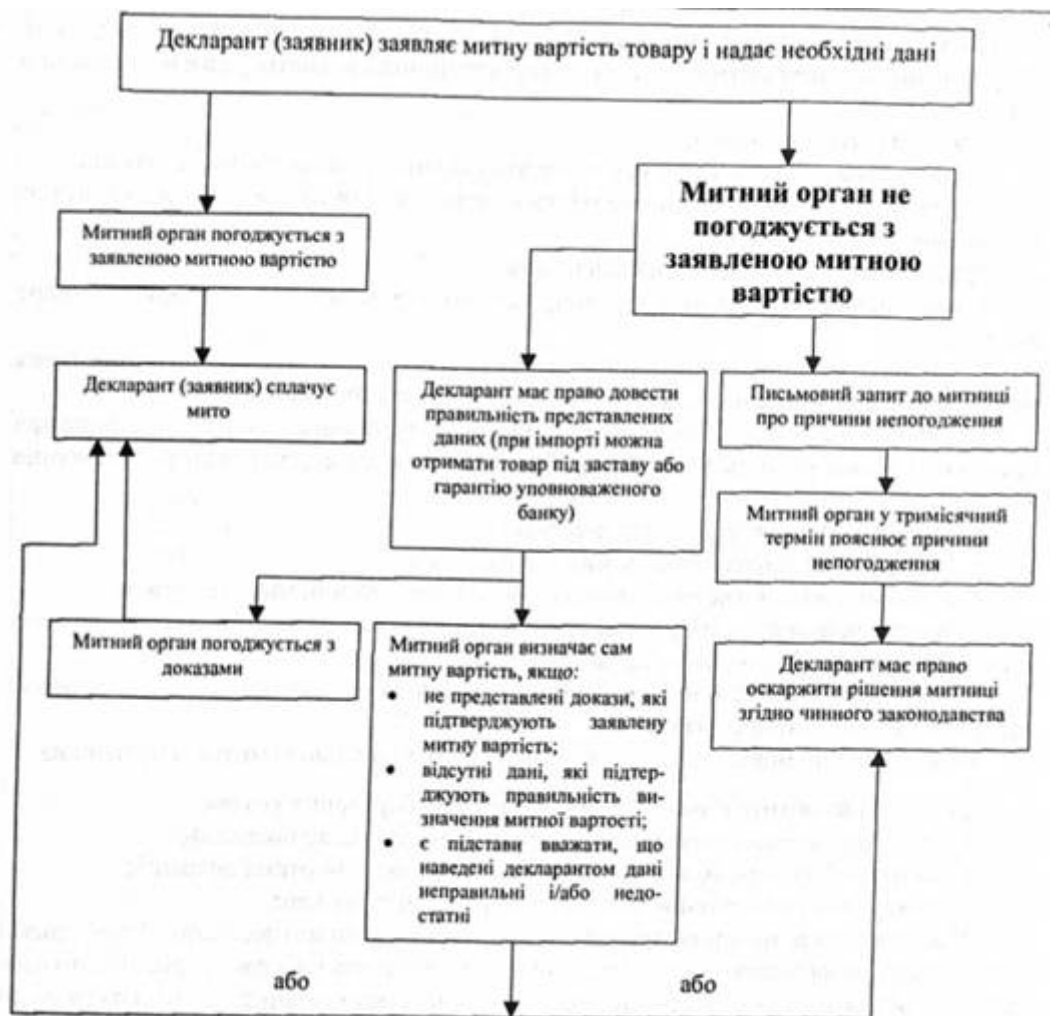 Декларант (заявник) заявляє митну вартість товару і надає необхідні дані
Митний орган погоджується з
заявленою митною вартістю
Митний орган не
погоджується з
заявленою митною
вартістю
Декларант (заявник) сплачує
мито
Декларант має право довести
правильність представлених
даних (при імпорті можна
отримати товар під заставу або
гарантію уповноваженого
банку)
Письмовий запит до митниці
про причини непогодження
Митний орган у тримісячний
термін пояснює причини
непогодження
Митний орган погоджується з
доказами
Митний орган визначає сам
митну вартість, якщо:
• не представлені докази, які
підтверджують заявлену
митну вартість;
• відсутні дані, які підтвер-
джують правильність ви-
значення митної вартості;
• є підстави вважати, що
наведені декларантом дані
неправильні і/або недо-
статні
Декларант має право
оскаржити рішення митниці
згідно чинного законодавства
або
або